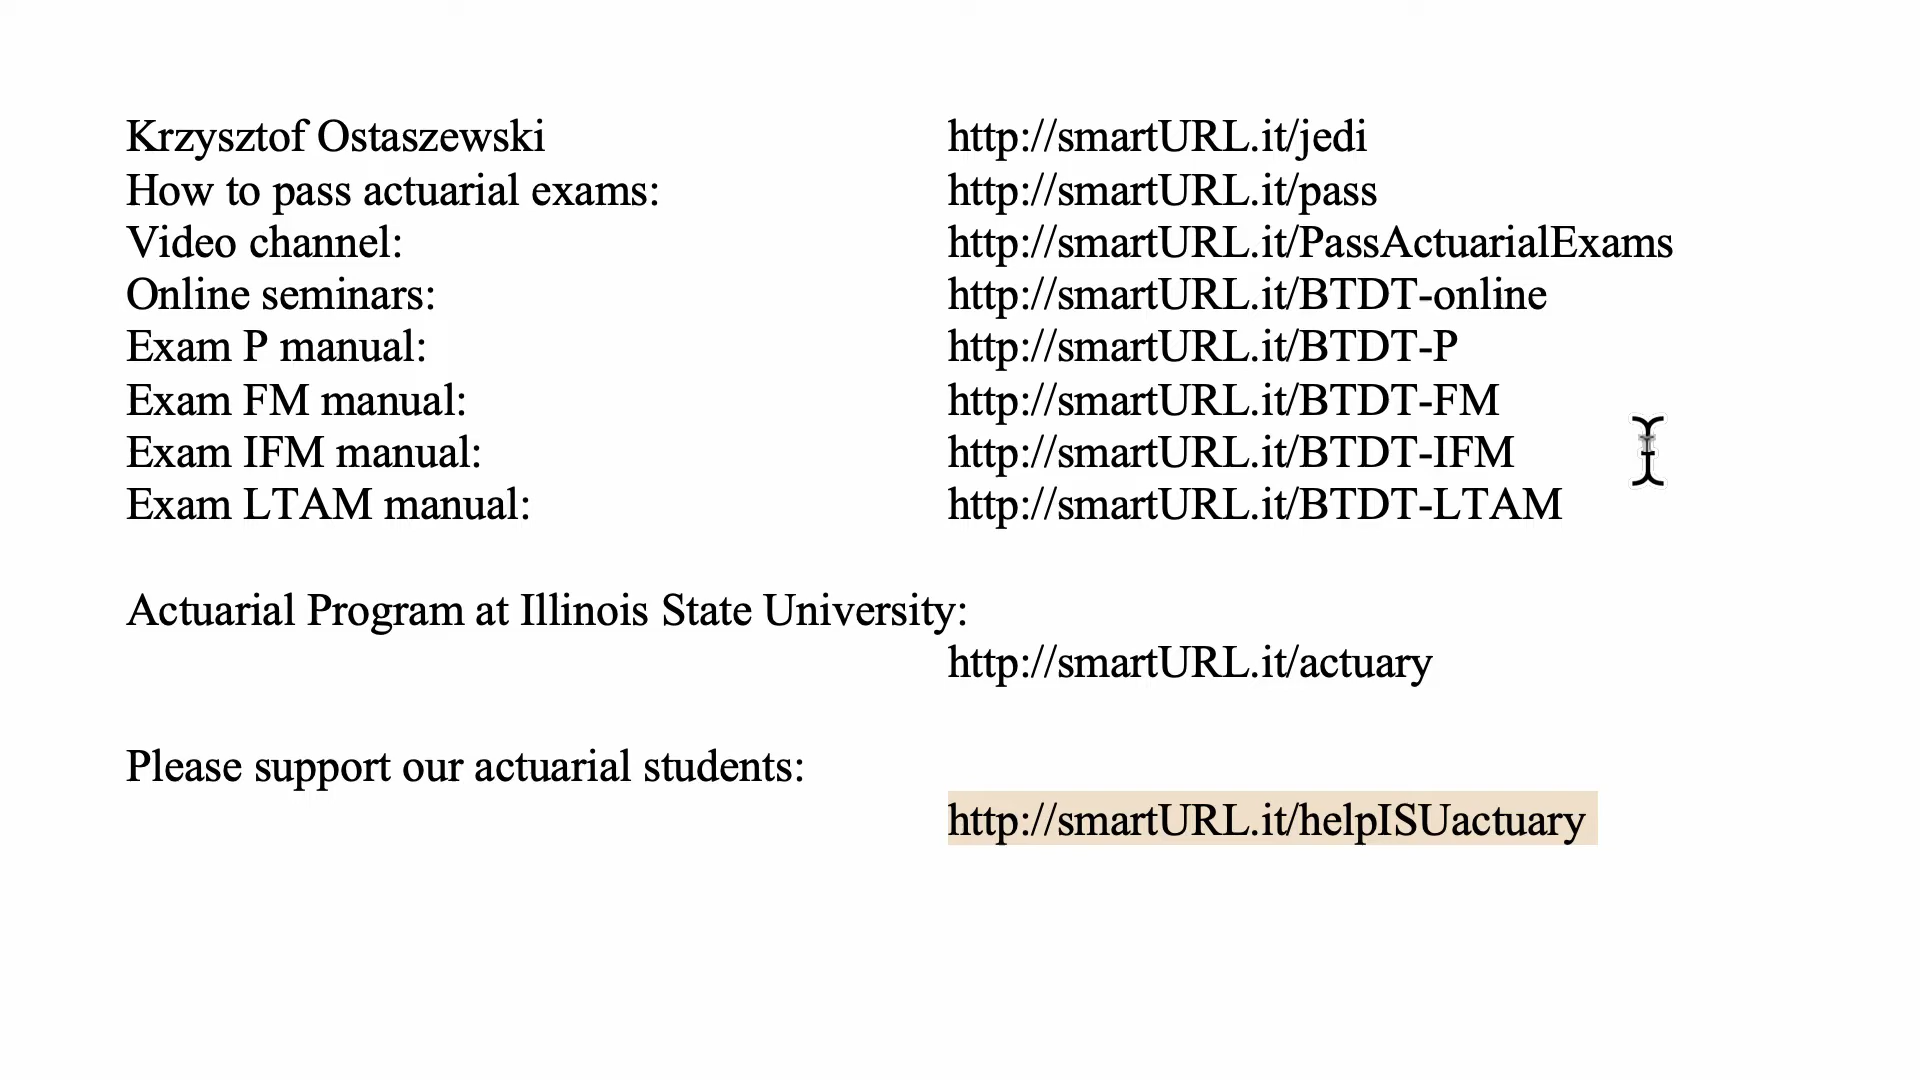 Krzysztof Ostaszewski http://smartURL.it/jedi
How to pass actuarial exams: http://smartURL.it/pass
Video channel: http://smartURL.it/PassActuarialExams
Online seminars: http://smartURL.it/BTDT-online
Exam P manual: http://smartURL.it/BTDT-P
Exam FM manual: http://smartURL.it/BTDT-FM
Exam IFM manual: http://smartURL.it/BTDT-IFM
Exam LTAM manual: http://smartURL.it/BTDT-LTAM
Actuarial Program at Illinois State University:
http://smartURL.it/actuary
Please support our actuarial students:
http://smartURL.it/helpISUactuary